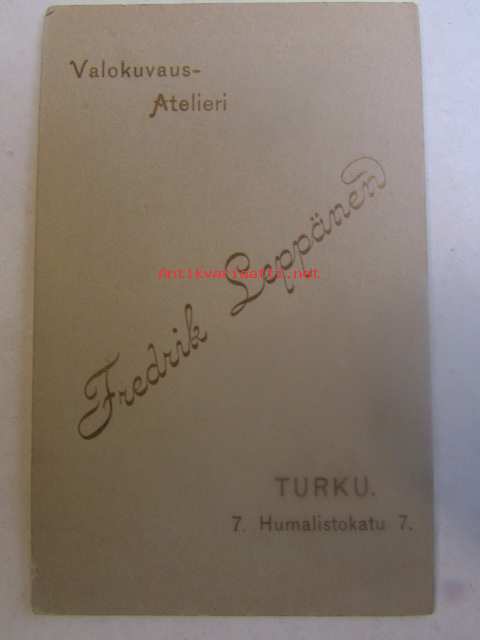 Valokuvaus-
Atelieri
Fredrik Leppänen
Antikvariaatti.net
TURKU.
7. Humalistokatu 7.